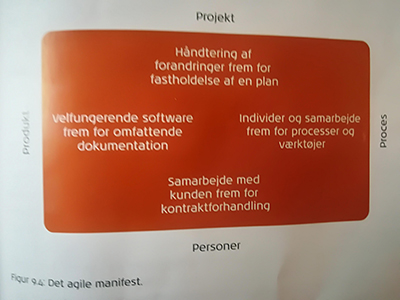 Projekt
Håndtering af
forandringer frem for
fastholdelse af en plan
Produkt
velfungerende software
frem for omfattende
dokumentation
Individer og samarbejde
frem for processer og
værktøjer
Proces
Samarbejde med
kunden frem for
kontraktforhandling
Personer
Figur 9.4: Det agile manifest.